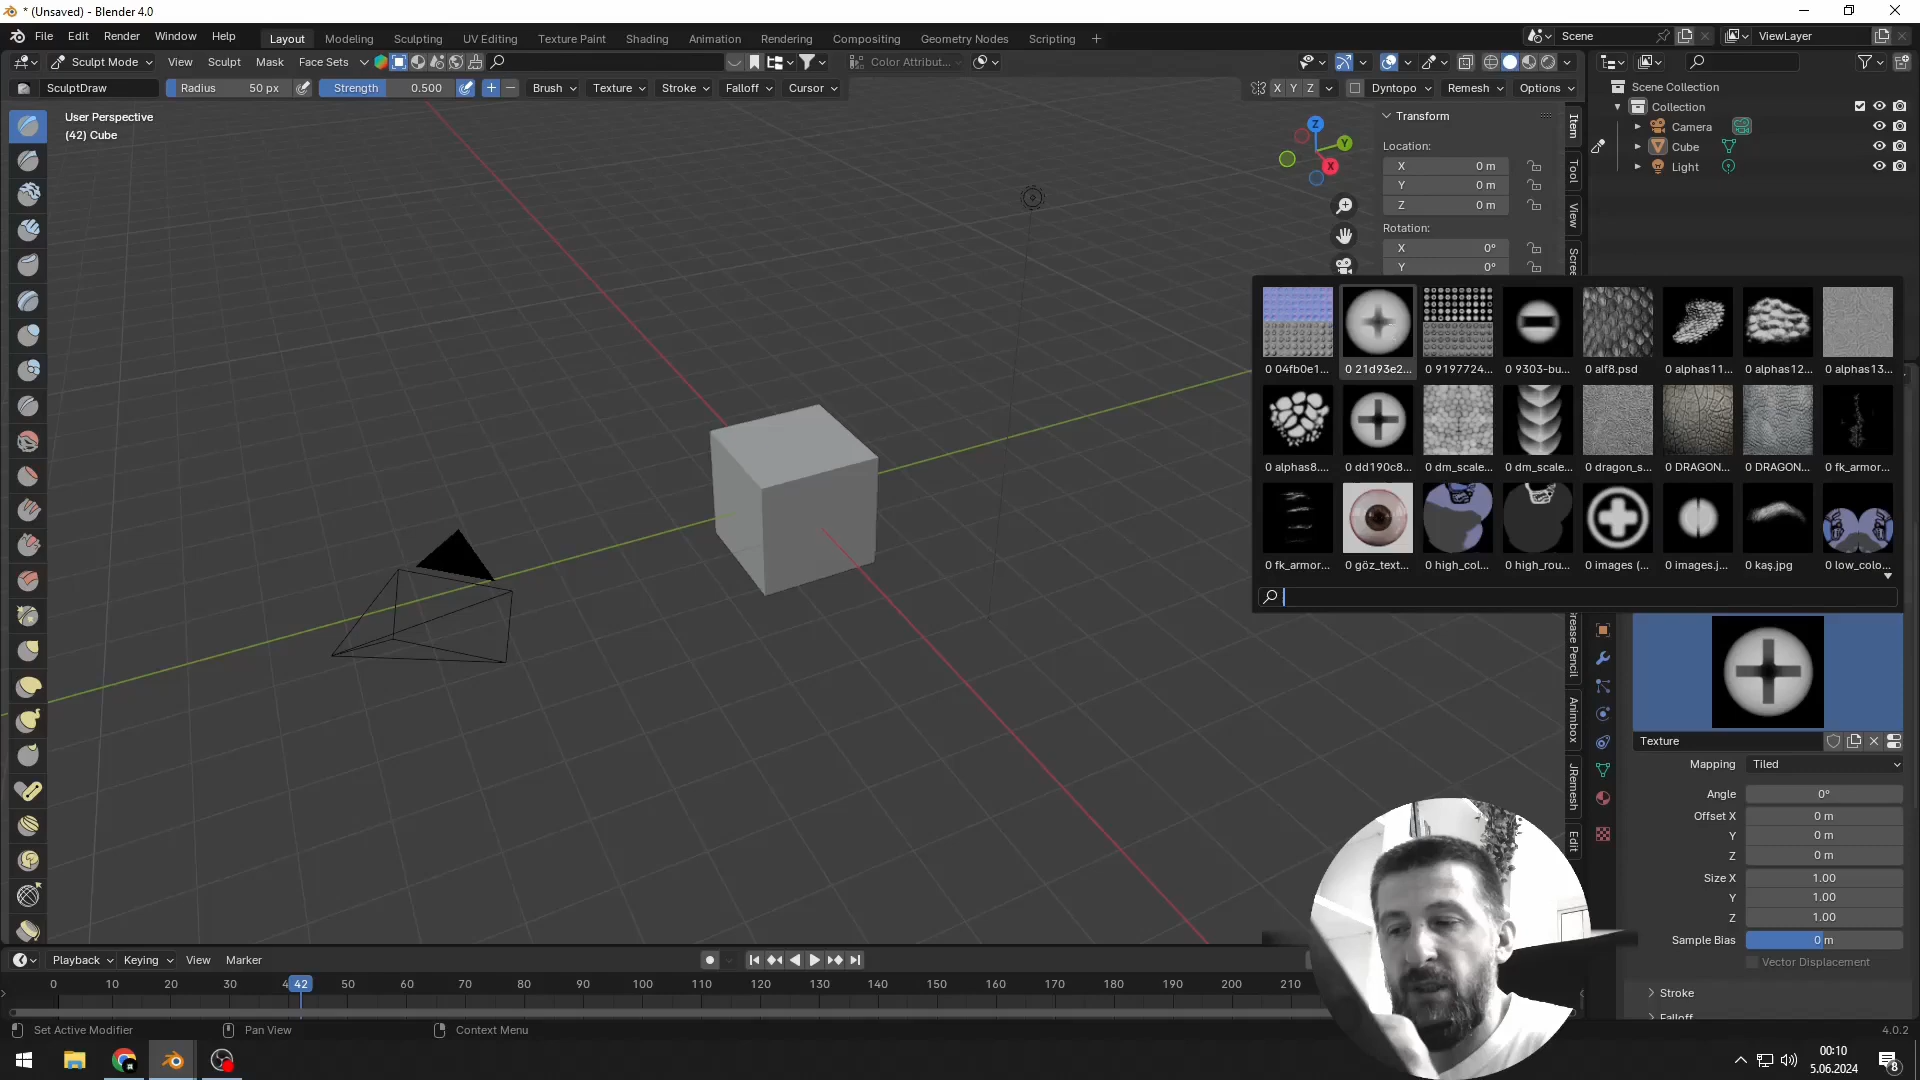 * (Unsaved) - Blender 4.0
File Edit Render Window Help
Layout Modeling Sculpting UV Editing Texture Paint Shading Animation Rendering Compositing Geometry Nodes Scripting +
Scene
ViewLayer
Sculpt Mode View Sculpt Mask Face Sets
Color Attribut...
SculptDraw
Radius 50 px
Strength 0.500
Brush Texture Stroke Falloff Cursor
X Y Z
Dyntopo Remesh Options
User Perspective
(42) Cube
Z
Y
X
Transform
Location:
X 0 m
Y 0 m
Z 0 m
Rotation:
X 0°
Y 0°
Item
Tool
View
Scree
Scene Collection
Collection
Camera
Cube
Light
0 04fb0e1... 0 21d93e2... 0 9197724... 0 9303-bu... 0 alf8.psd 0 alphas11... 0 alphas12... 0 alphas13...
0 alphas8.... 0 dd190c8... 0 dm_scale... 0 dm_scale... 0 dragon_s... 0 DRAGON... 0 DRAGON... 0 fk_armor...
0 fk_armor... 0 göz_text... 0 high_col... 0 high_rou... 0 images (... 0 images.j... 0 kaş.jpg 0 low_colo...
rease Pencil
Animbox
JRemesh
Edit
Texture
Mapping Tiled
Angle 0°
Offset X 0 m
Y 0 m
Z 0 m
Size X 1.00
Y 1.00
Z 1.00
Sample Bias 0 m
Vector Displacement
Stroke
Falloff
Playback Keying View Marker
0 10 20 30 4 42 50 60 70 80 90 100 110 120 130 140 150 160 170 180 190 200 210
Set Active Modifier Pan View Context Menu
4.0.2
00:10
5.06.2024
8